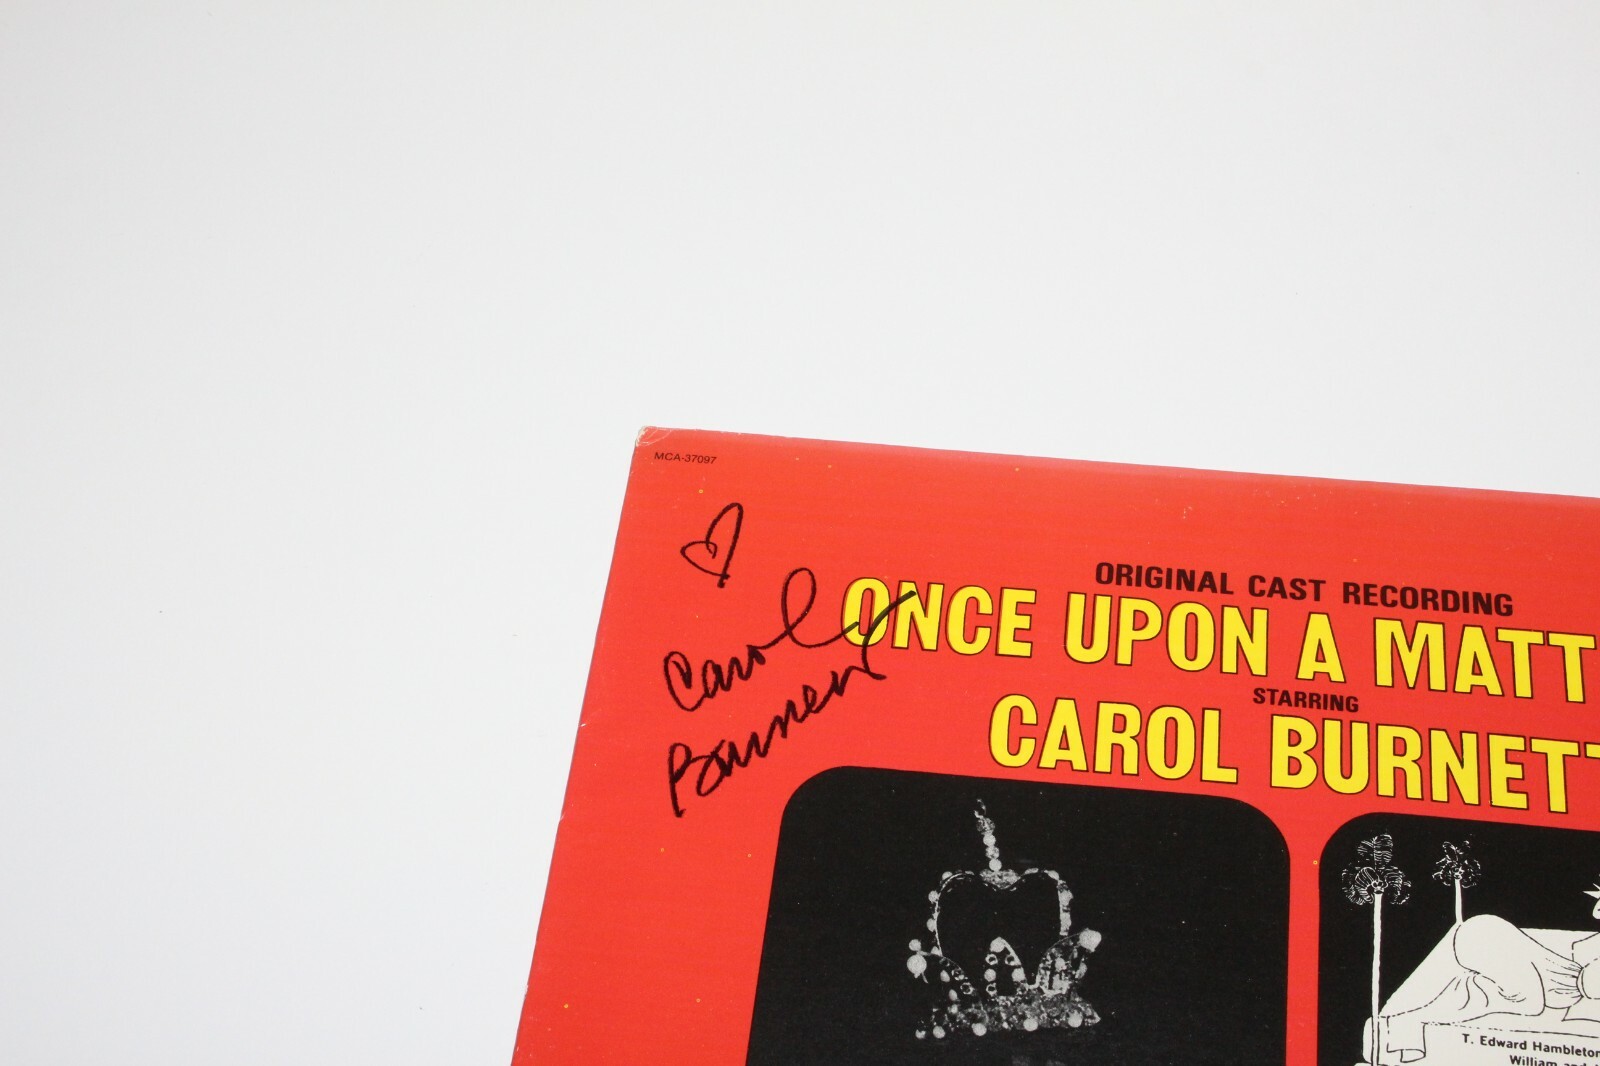 MCA-37097
Carol
Burnett
ORIGINAL CAST RECORDING
ONCE UPON A MATT
STARRING
CAROL BURNETT
T. Edward Hambleton
William and